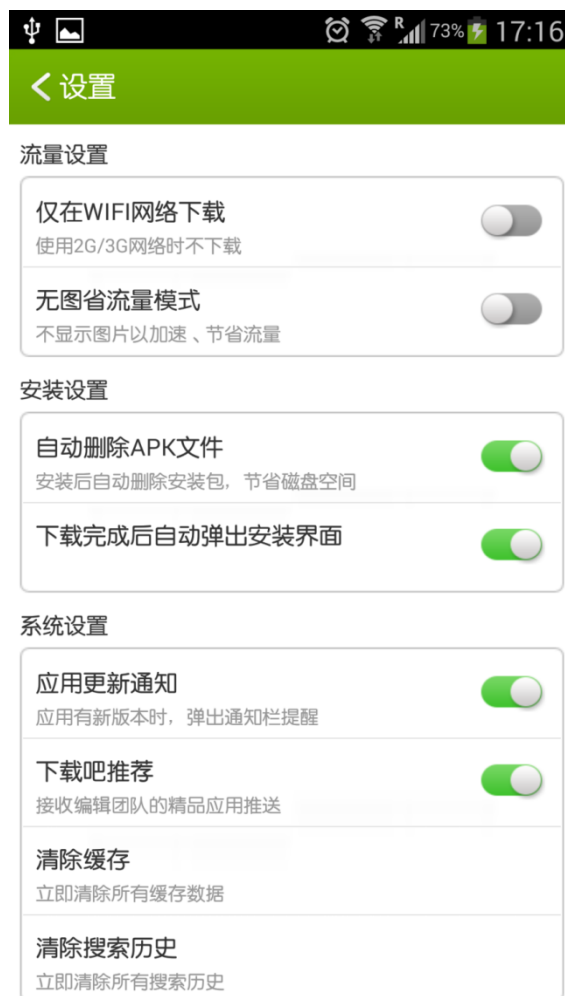 R 73% 17:16
设置
流量设置
仅在WIFI网络下载
使用2G/3G网络时不下载
无图省流量模式
不显示图片以加速、节省流量
安装设置
自动删除APK文件
安装后自动删除安装包，节省磁盘空间
下载完成后自动弹出安装界面
系统设置
应用更新通知
应用有新版本时，弹出通知栏提醒
下载吧推荐
接收编辑团队的精品应用推送
清除缓存
立即清除所有缓存数据
清除搜索历史
立即清除所有搜索历史